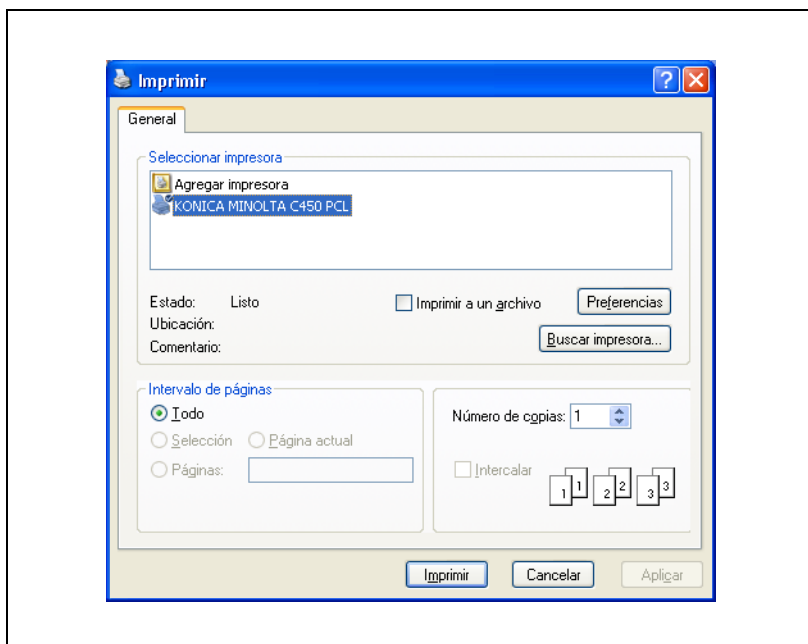 Imprimir
General
Seleccionar impresora
Agregar impresora
KONICA MINOLTA C450 PCL
Estado: Listo
Imprimir a un archivo
Preferencias
Ubicación:
Buscar impresora...
Comentario:
Intervalo de páginas
Todo
Selección Página actual
Páginas:
Número de copias: 1
Intercalar
1 1 2 2 3 3
Imprimir Cancelar Aplicar